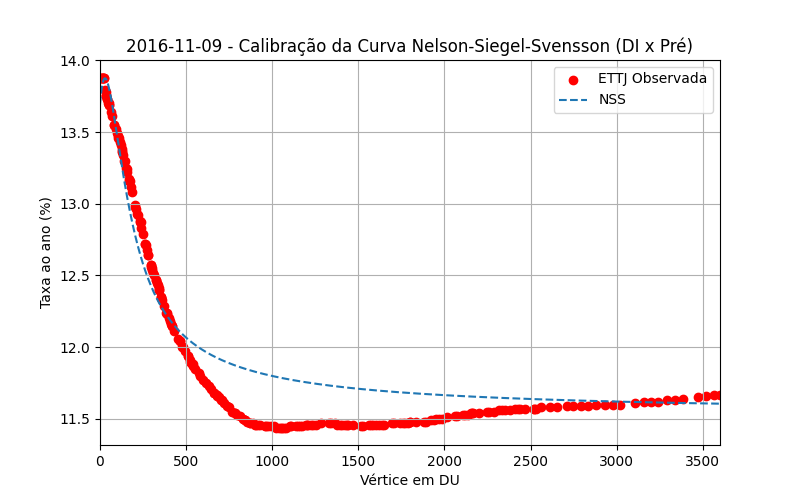 2016-11-09 - Calibração da Curva Nelson-Siegel-Svensson (DI x Pré)
ETTJ Observada
NSS
Taxa ao ano (%)
14.0
13.5
13.0
12.5
12.0
11.5
0 500 1000 1500 2000 2500 3000 3500
Vértice em DU